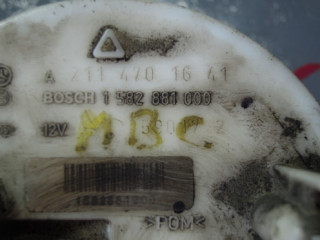 A 211 470 16 41
BOSCH 1 582 881 000
12V
MBC
>POM<